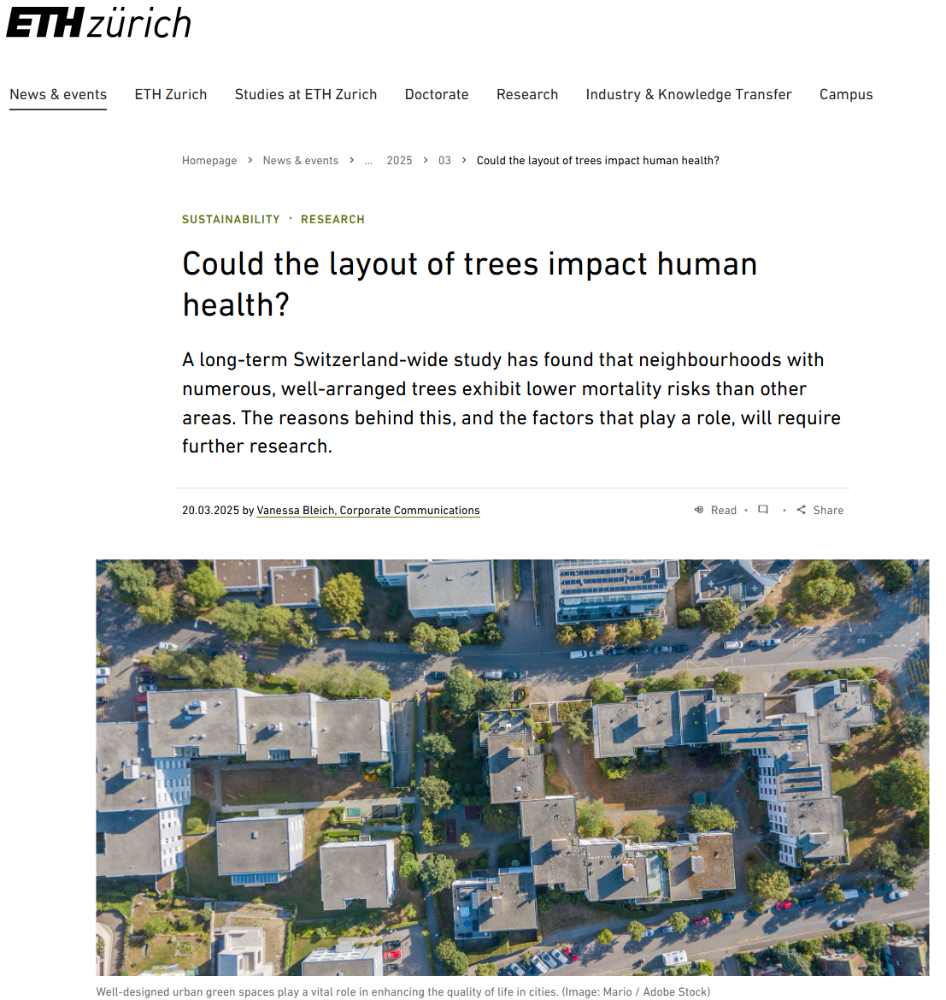 ETH zürich
News & events ETH Zurich Studies at ETH Zurich Doctorate Research Industry & Knowledge Transfer Campus
Homepage > News & events > ... 2025 > 03 > Could the layout of trees impact human health?
SUSTAINABILITY · RESEARCH
Could the layout of trees impact human
health?
A long-term Switzerland-wide study has found that neighbourhoods with
numerous, well-arranged trees exhibit lower mortality risks than other
areas. The reasons behind this, and the factors that play a role, will require
further research.
20.03.2025 by Vanessa Bleich, Corporate Communications Read · · Share
Well-designed urban green spaces play a vital role in enhancing the quality of life in cities. (Image: Mario / Adobe Stock)